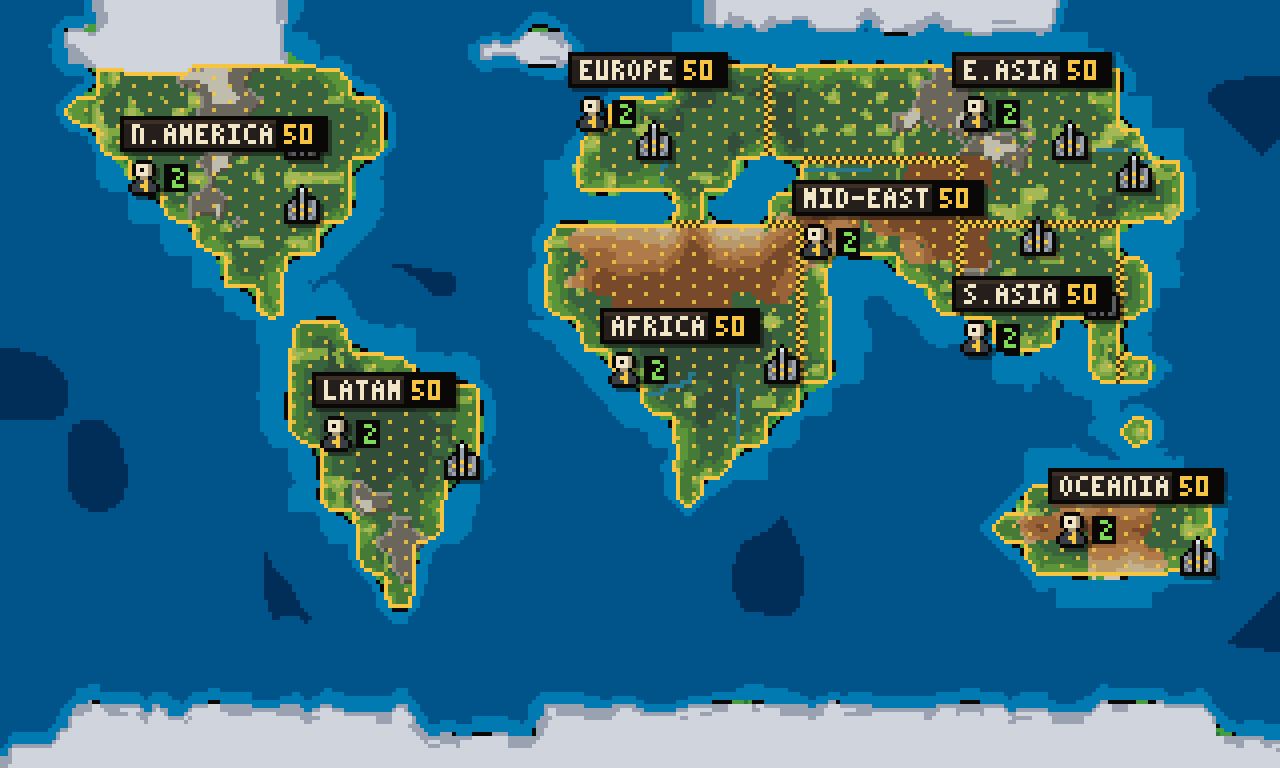 EUROPE 50
2
E.ASIA 50
2
N.AMERICA 50
2
MID-EAST 50
2
S.ASIA 50
2
AFRICA 50
2
LATAM 50
2
OCEANIA 50
2